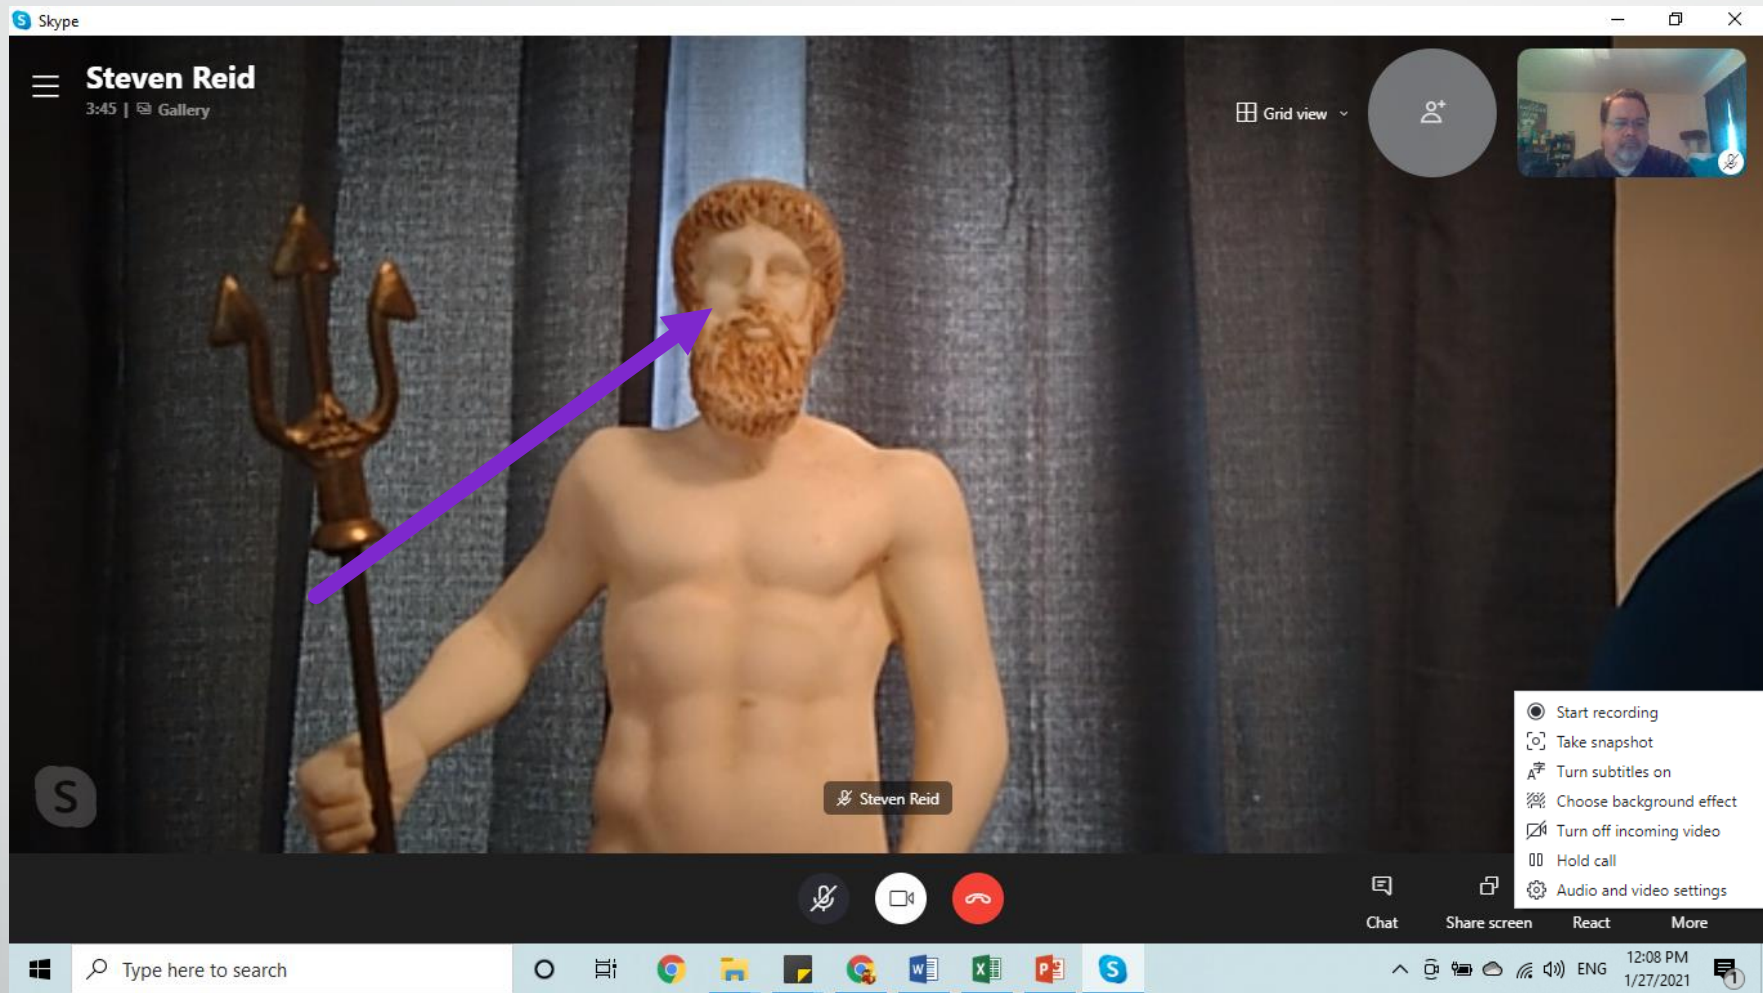 Skype
Steven Reid
3:45 | Gallery
Grid view
Steven Reid
Start recording
Take snapshot
Turn subtitles on
Choose background effect
Turn off incoming video
Hold call
Audio and video settings
Chat
Share screen
React
More
Type here to search
ENG
12:08 PM
1/27/2021
1